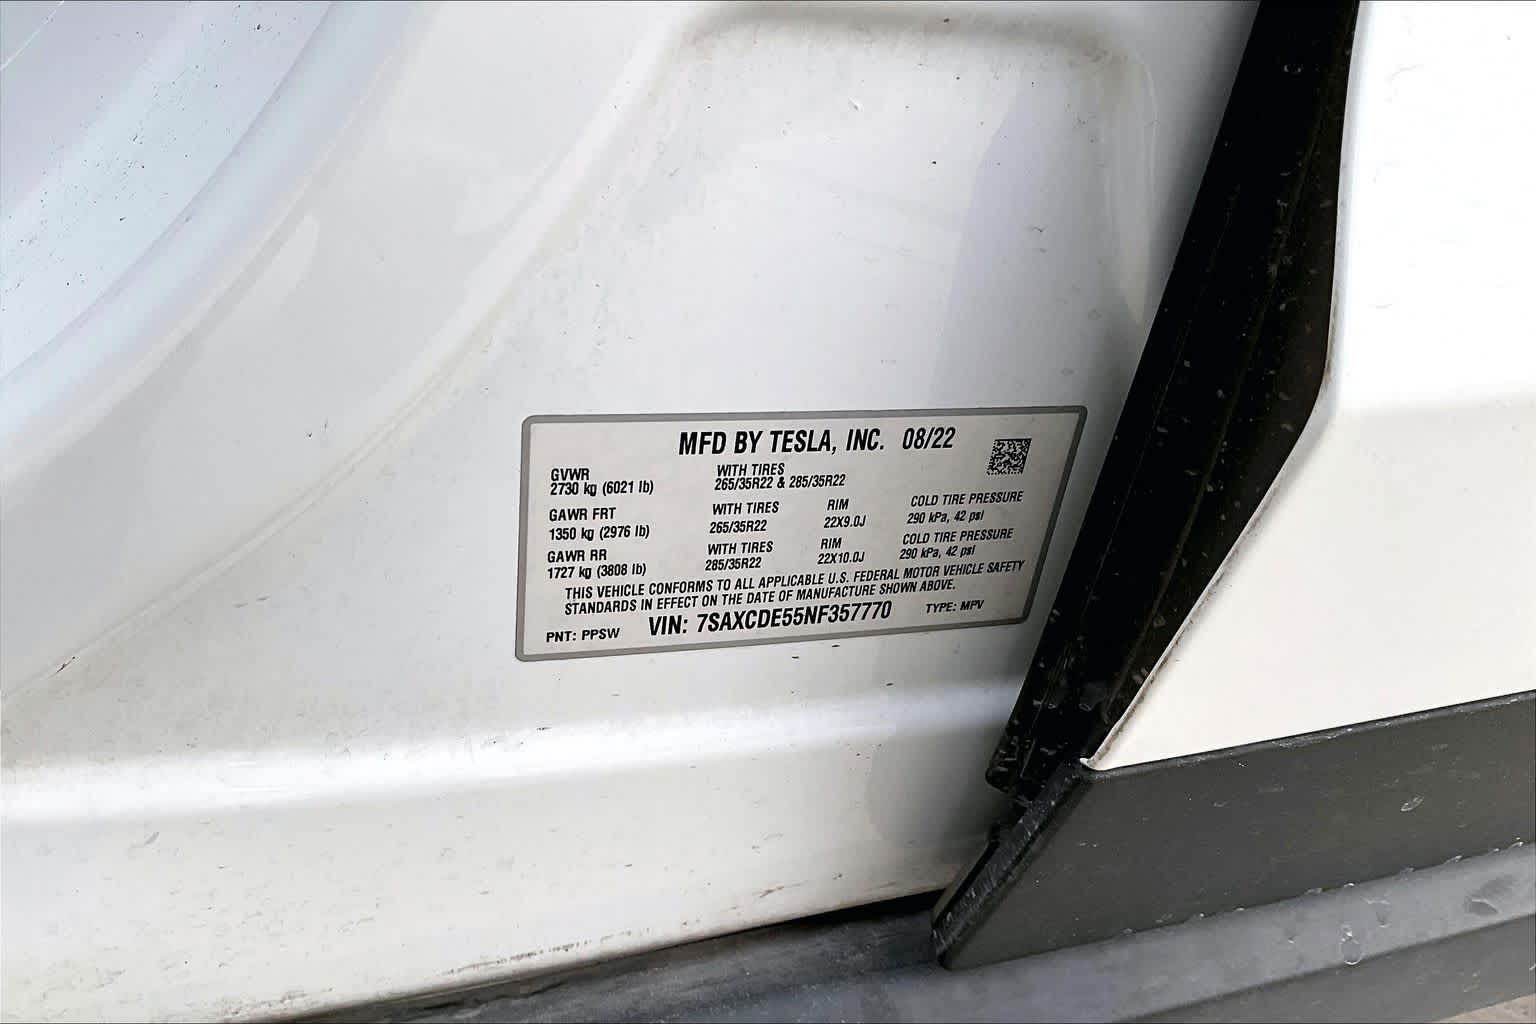 MFD BY TESLA, INC. 08/22
GVWR
2730 kg (6021 lb)
WITH TIRES
265/35R22 & 285/35R22
GAWR FRT
1350 kg (2976 lb)
WITH TIRES
265/35R22
RIM
22X9.0J
COLD TIRE PRESSURE
290 kPa, 42 psi
GAWR RR
1727 kg (3808 lb)
WITH TIRES
285/35R22
RIM
22X10.0J
COLD TIRE PRESSURE
290 kPa, 42 psi
THIS VEHICLE CONFORMS TO ALL APPLICABLE U.S. FEDERAL MOTOR VEHICLE SAFETY
STANDARDS IN EFFECT ON THE DATE OF MANUFACTURE SHOWN ABOVE.
PNT: PPSW VIN: 7SAXCDE55NF357770 TYPE: MPV